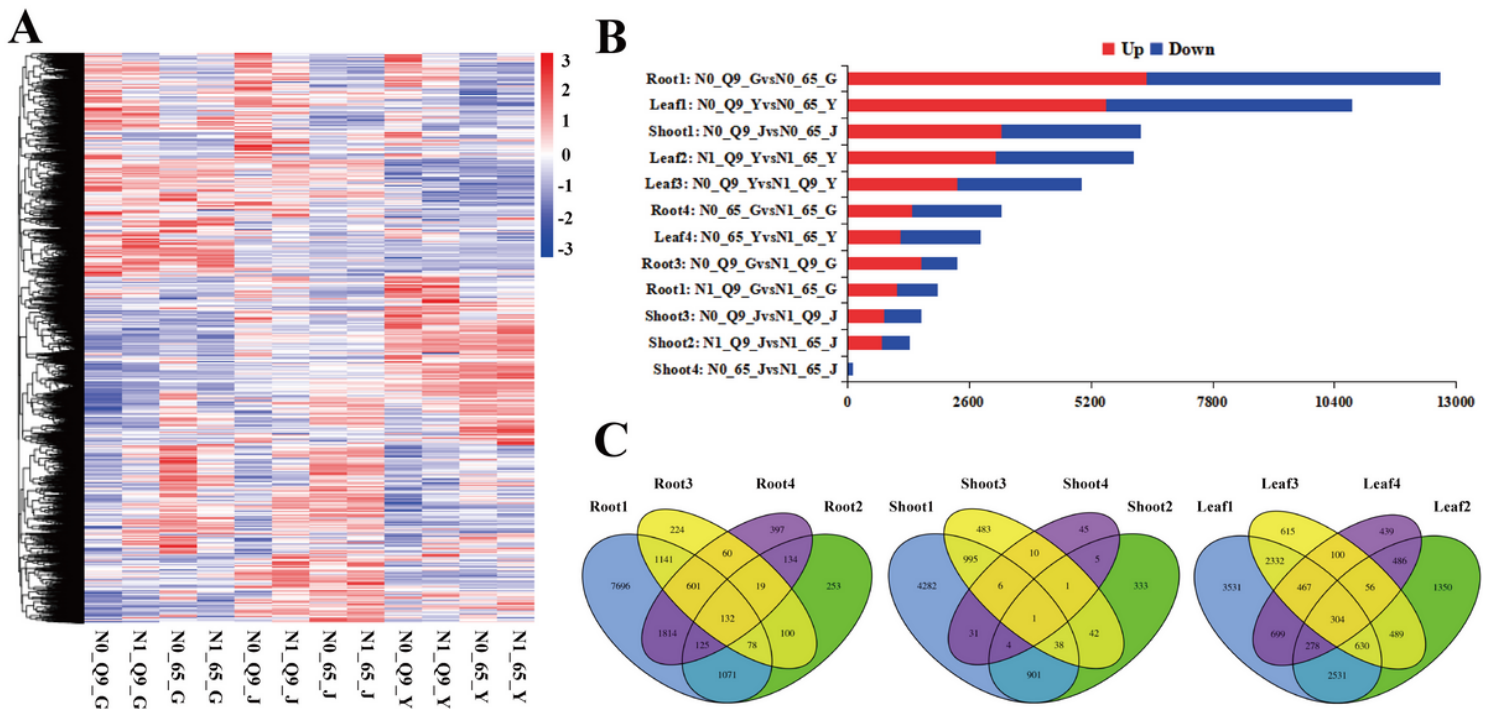 A
3
2
1
0
-1
-2
-3
N0_Q9_G
N1_Q9_G
N0_65_G
N1_65_G
N0_Q9_J
N1_Q9_J
N0_65_J
N1_65_J
N0_Q9_Y
N1_Q9_Y
N0_65_Y
N1_65_Y
B
Up Down
Root1: N0_Q9_GvsN0_65_G
Leaf1: N0_Q9_YvsN0_65_Y
Shoot1: N0_Q9_JvsN0_65_J
Leaf2: N1_Q9_YvsN1_65_Y
Leaf3: N0_Q9_YvsN1_Q9_Y
Root4: N0_65_GvsN1_65_G
Leaf4: N0_65_YvsN1_65_Y
Root3: N0_Q9_GvsN1_Q9_G
Root1: N1_Q9_GvsN1_65_G
Shoot3: N0_Q9_JvsN1_Q9_J
Shoot2: N1_Q9_JvsN1_65_J
Shoot4: N0_65_JvsN1_65_J
0 2600 5200 7800 10400 13000
C
Root3 Root4
Root1 Root2
224 397
1141 60 134
7696 601 19 253
132
1814 125 78 100
1071
Shoot3 Shoot4
Shoot1 Shoot2
483 45
995 10 5
4282 6 1 333
1
31 4 38 42
901
Leaf3 Leaf4
Leaf1 Leaf2
615 439
2332 100 486
3531 467 56 1350
304
699 278 630 489
2531